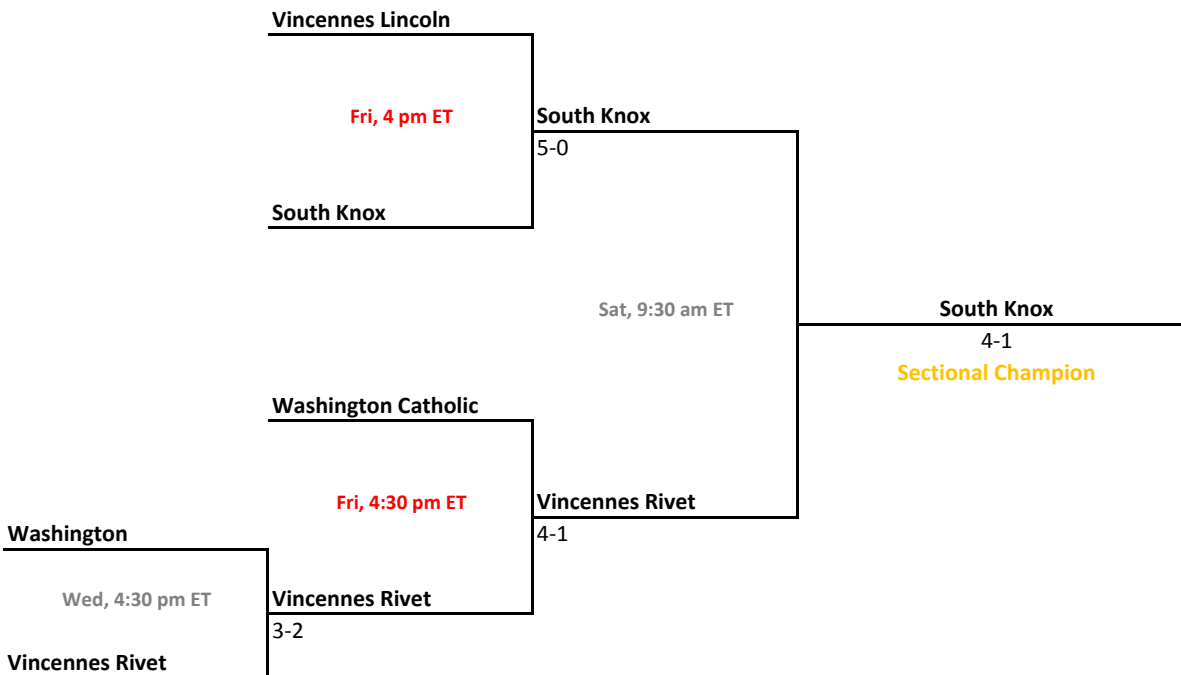 Vincennes Lincoln
Fri, 4 pm ET
South Knox
5-0
South Knox
Sat, 9:30 am ET
South Knox
4-1
Sectional Champion
Washington Catholic
Fri, 4:30 pm ET
Vincennes Rivet
4-1
Washington
Wed, 4:30 pm ET
Vincennes Rivet
3-2
Vincennes Rivet